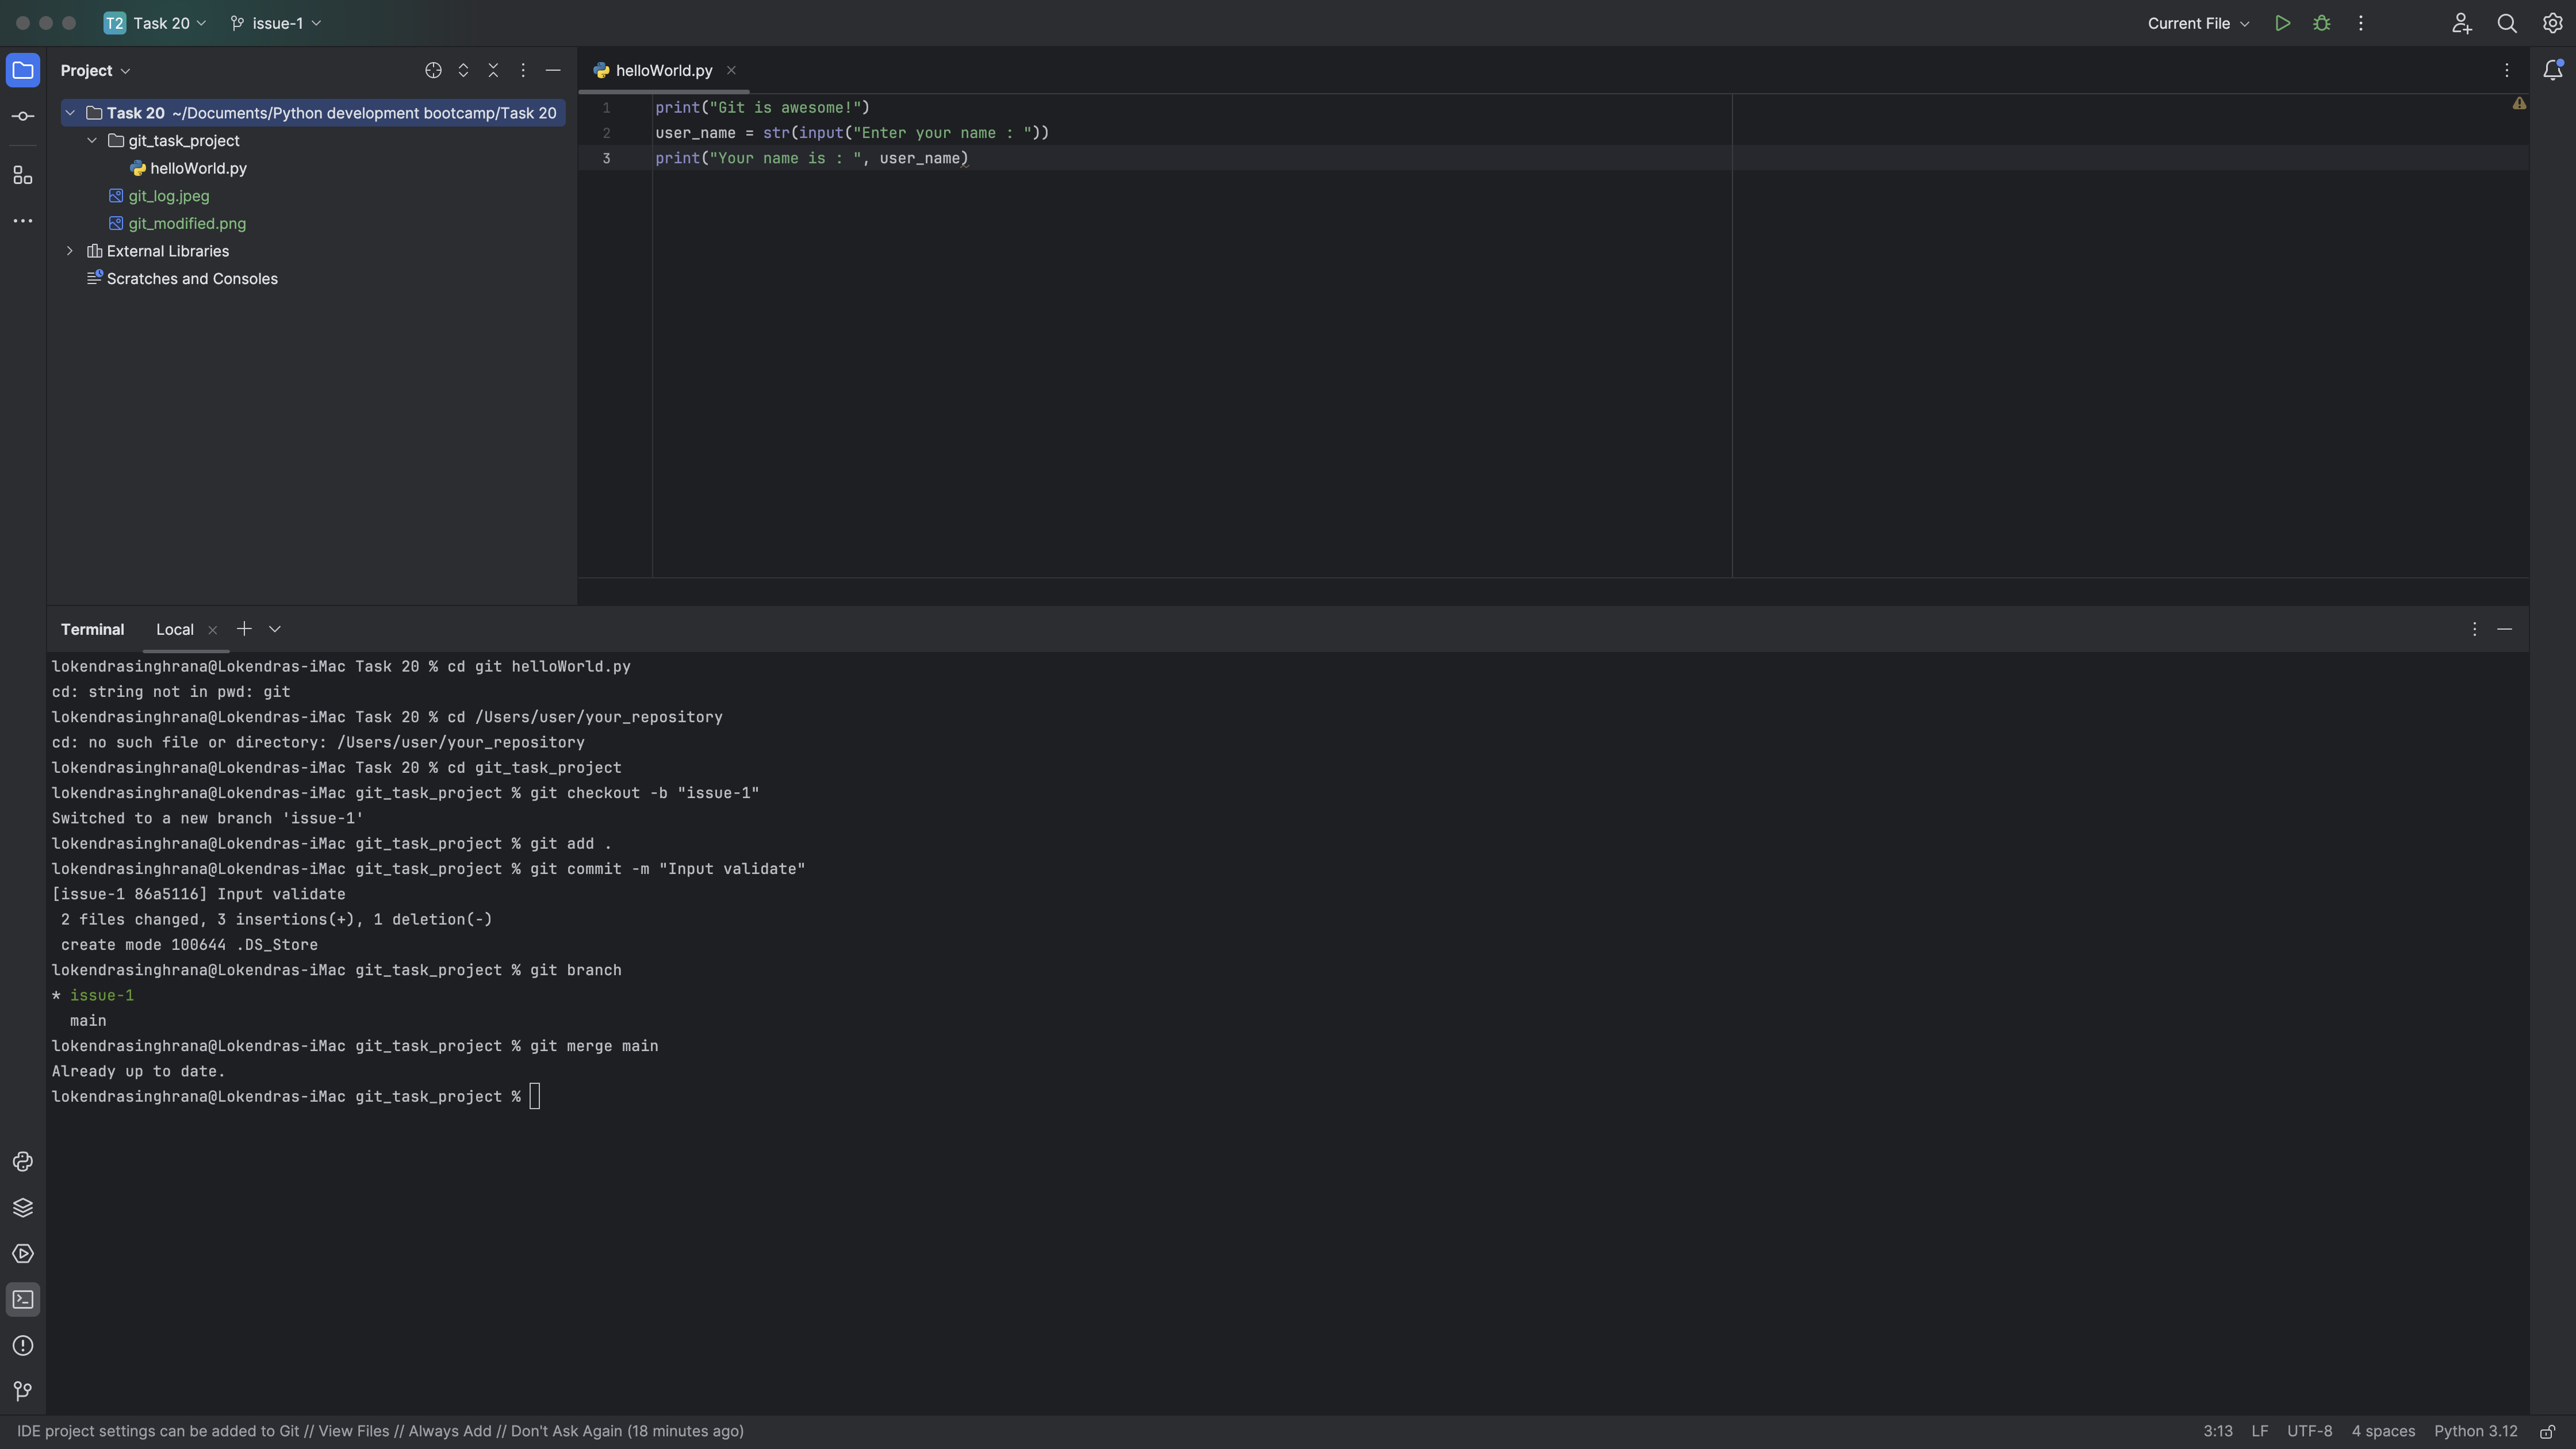 T2 Task 20 issue-1 Current File
Project
helloWorld.py
Task 20 ~/Documents/Python development bootcamp/Task 20
git_task_project
helloWorld.py
git_log.jpeg
git_modified.png
External Libraries
Scratches and Consoles
1 print("Git is awesome!")
2 user_name = str(input("Enter your name : "))
3 print("Your name is : ", user_name)
Terminal Local
lokendrasinghrana@Lokendras-iMac Task 20 % cd git helloWorld.py
cd: string not in pwd: git
lokendrasinghrana@Lokendras-iMac Task 20 % cd /Users/user/your_repository
cd: no such file or directory: /Users/user/your_repository
lokendrasinghrana@Lokendras-iMac Task 20 % cd git_task_project
lokendrasinghrana@Lokendras-iMac git_task_project % git checkout -b "issue-1"
Switched to a new branch 'issue-1'
lokendrasinghrana@Lokendras-iMac git_task_project % git add .
lokendrasinghrana@Lokendras-iMac git_task_project % git commit -m "Input validate"
[issue-1 86a5116] Input validate
2 files changed, 3 insertions(+), 1 deletion(-)
create mode 100644 .DS_Store
lokendrasinghrana@Lokendras-iMac git_task_project % git branch
* issue-1
main
lokendrasinghrana@Lokendras-iMac git_task_project % git merge main
Already up to date.
lokendrasinghrana@Lokendras-iMac git_task_project %
IDE project settings can be added to Git // View Files // Always Add // Don't Ask Again (18 minutes ago) 3:13 LF UTF-8 4 spaces Python 3.12